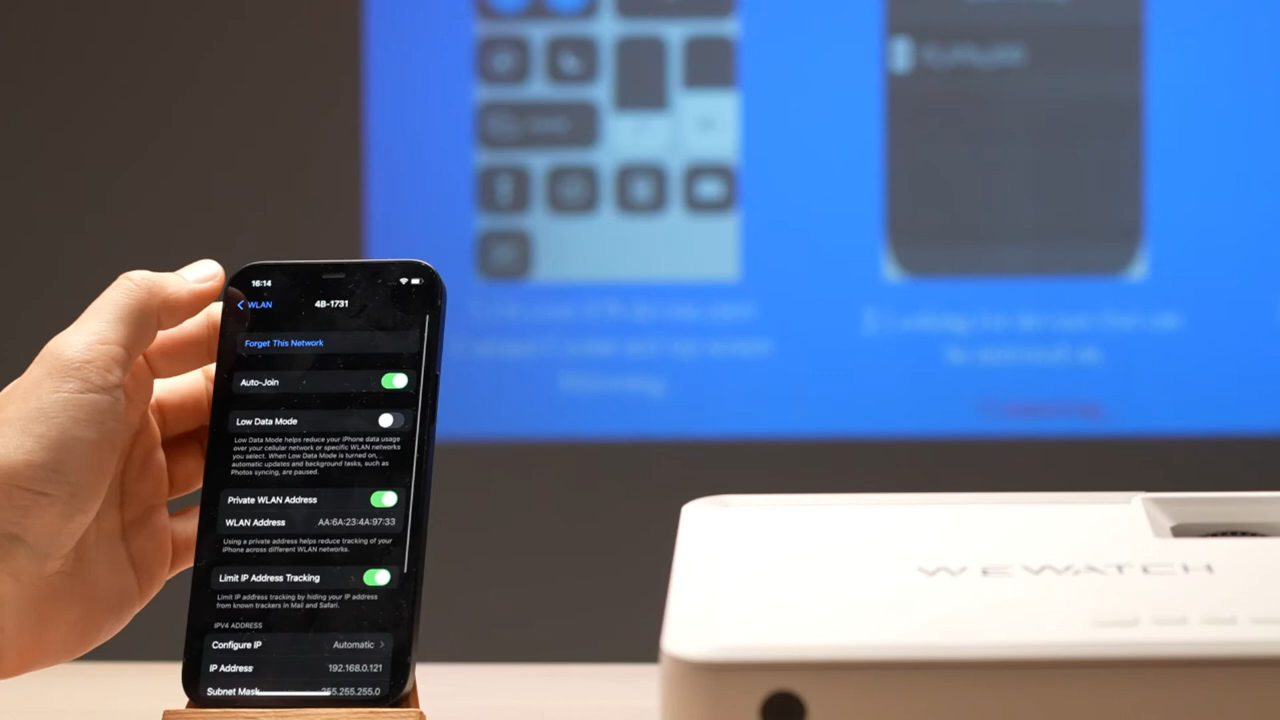 16:14
WLAN
4B-1731
Forget This Network
Auto-Join
Low Data Mode
Low Data Mode helps reduce your iPhone data usage
over your cellular network or specific WLAN networks
you select. When Low Data Mode is turned on,
automatic updates and background tasks, such as
Photos syncing, are paused.
Private WLAN Address
WLAN Address AA:6A:23:4A:97:33
Using a private address helps reduce tracking of your
iPhone across different WLAN networks.
Limit IP Address Tracking
Limit IP address tracking by hiding your IP address
from known trackers in Mail and Safari.
IPV4 ADDRESS
Configure IP Automatic
IP Address 192.168.0.121
Subnet Mask 255.255.255.0
WEWATCH